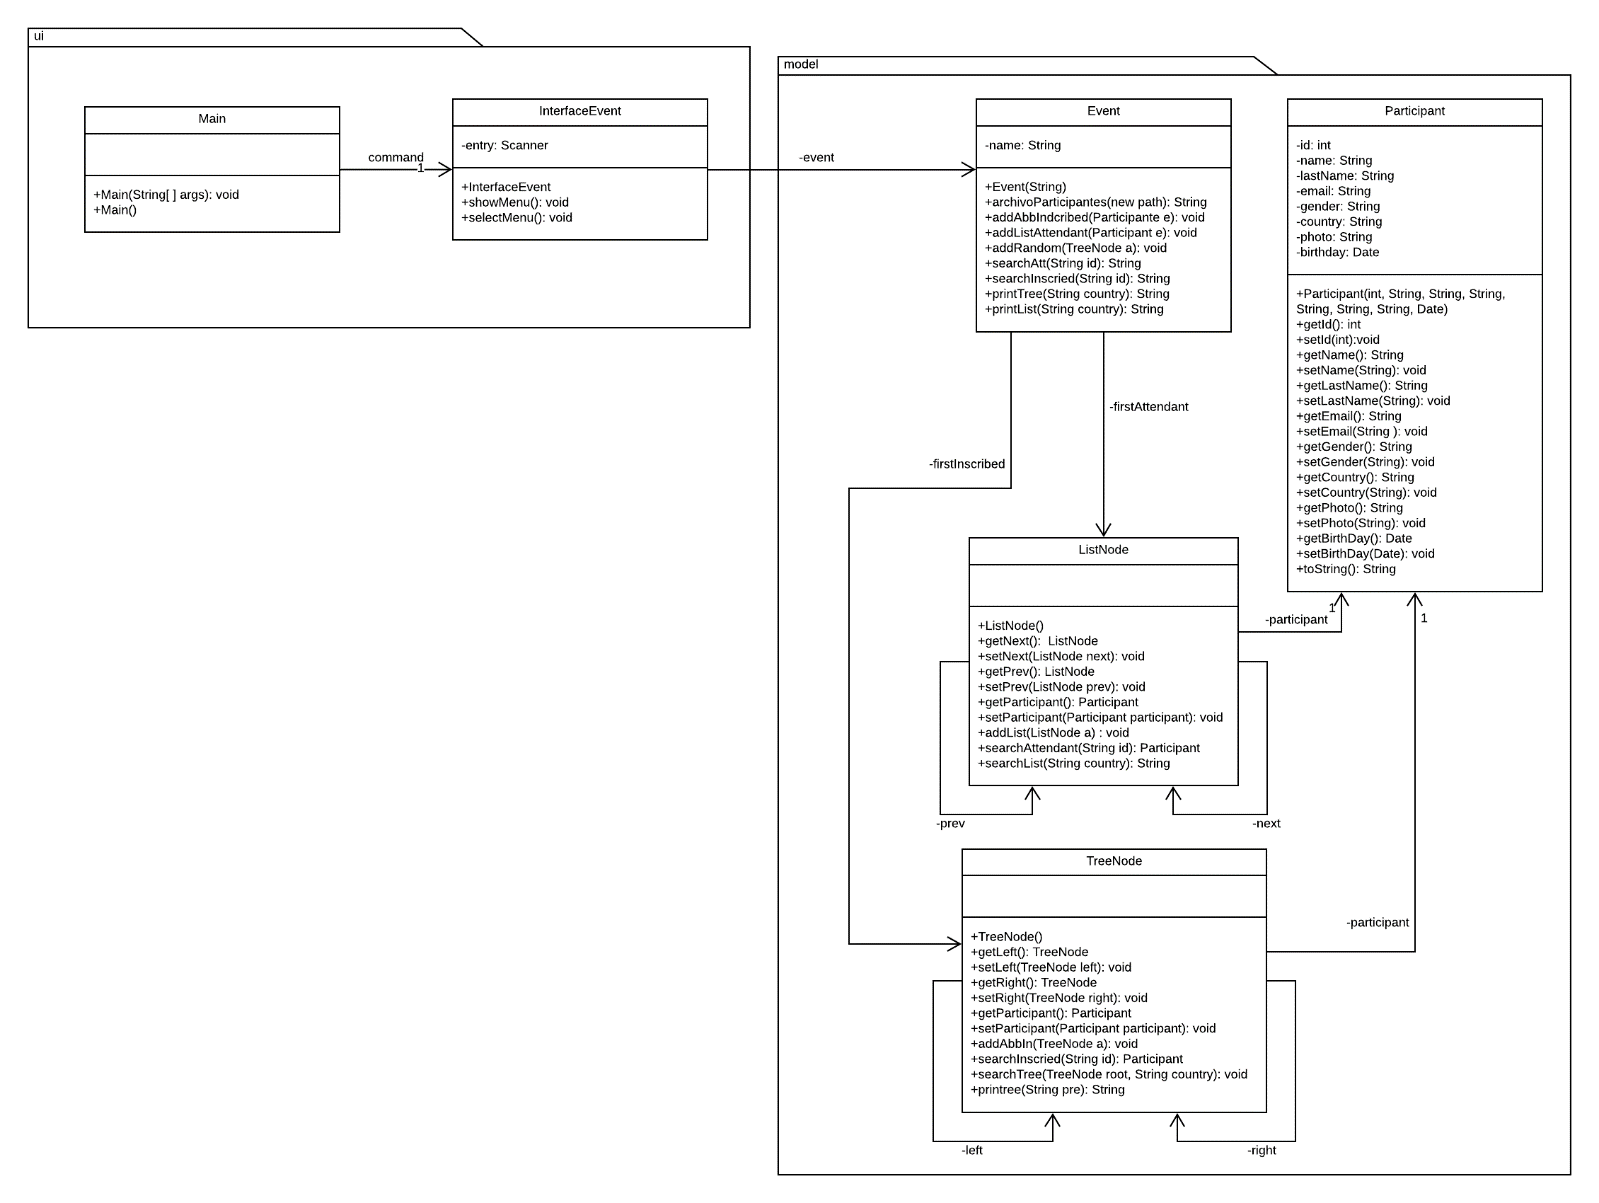 ui
Main
+Main(String[ ] args): void
+Main()
command
1
InterfaceEvent
-entry: Scanner
+InterfaceEvent
+showMenu(): void
+selectMenu(): void
-event
model
Event
-name: String
+Event(String)
+archivoParticipantes(new path): String
+addAbbIndcribed(Participante e): void
+addListAttendant(Participant e): void
+addRandom(TreeNode a): void
+searchAtt(String id): String
+searchInscried(String id): String
+printTree(String country): String
+printList(String country): String
Participant
-id: int
-name: String
-lastName: String
-email: String
-gender: String
-country: String
-photo: String
-birthday: Date
+Participant(int, String, String, String,
String, String, String, Date)
+getId(): int
+setId(int):void
+getName(): String
+setName(String): void
+getLastName(): String
+setLastName(String): void
+getEmail(): String
+setEmail(String ): void
+getGender(): String
+setGender(String): void
+getCountry(): String
+setCountry(String): void
+getPhoto(): String
+setPhoto(String): void
+getBirthDay(): Date
+setBirthDay(Date): void
+toString(): String
-firstAttendant
-firstInscribed
ListNode
+ListNode()
+getNext():  ListNode
+setNext(ListNode next): void
+getPrev(): ListNode
+setPrev(ListNode prev): void
+getParticipant(): Participant
+setParticipant(Participant participant): void
+addList(ListNode a) : void
+searchAttendant(String id): Participant
+searchList(String country): String
-participant
1
1
-prev
-next
TreeNode
+TreeNode()
+getLeft(): TreeNode
+setLeft(TreeNode left): void
+getRight(): TreeNode
+setRight(TreeNode right): void
+getParticipant(): Participant
+setParticipant(Participant participant): void
+addAbbIn(TreeNode a): void
+searchInscried(String id): Participant
+searchTree(TreeNode root, String country): void
+printree(String pre): String
-participant
-left
-right